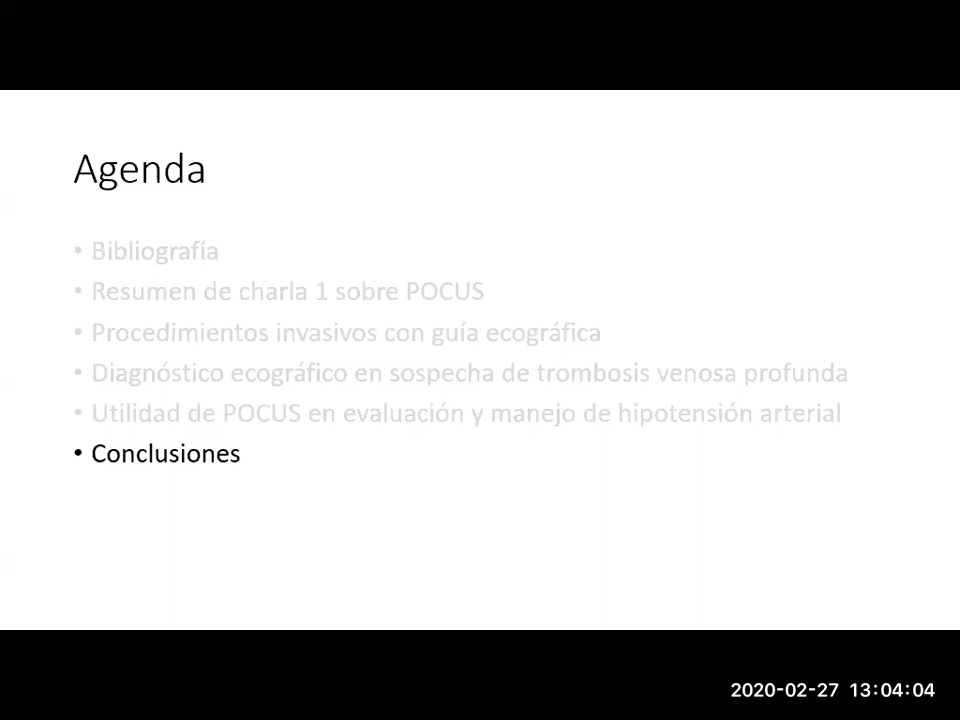 Agenda
• Bibliografía
• Resumen de charla 1 sobre POCUS
• Procedimientos invasivos con guía ecográfica
• Diagnóstico ecográfico en sospecha de trombosis venosa profunda
• Utilidad de POCUS en evaluación y manejo de hipotensión arterial
• Conclusiones
2020-02-27 13:04:04